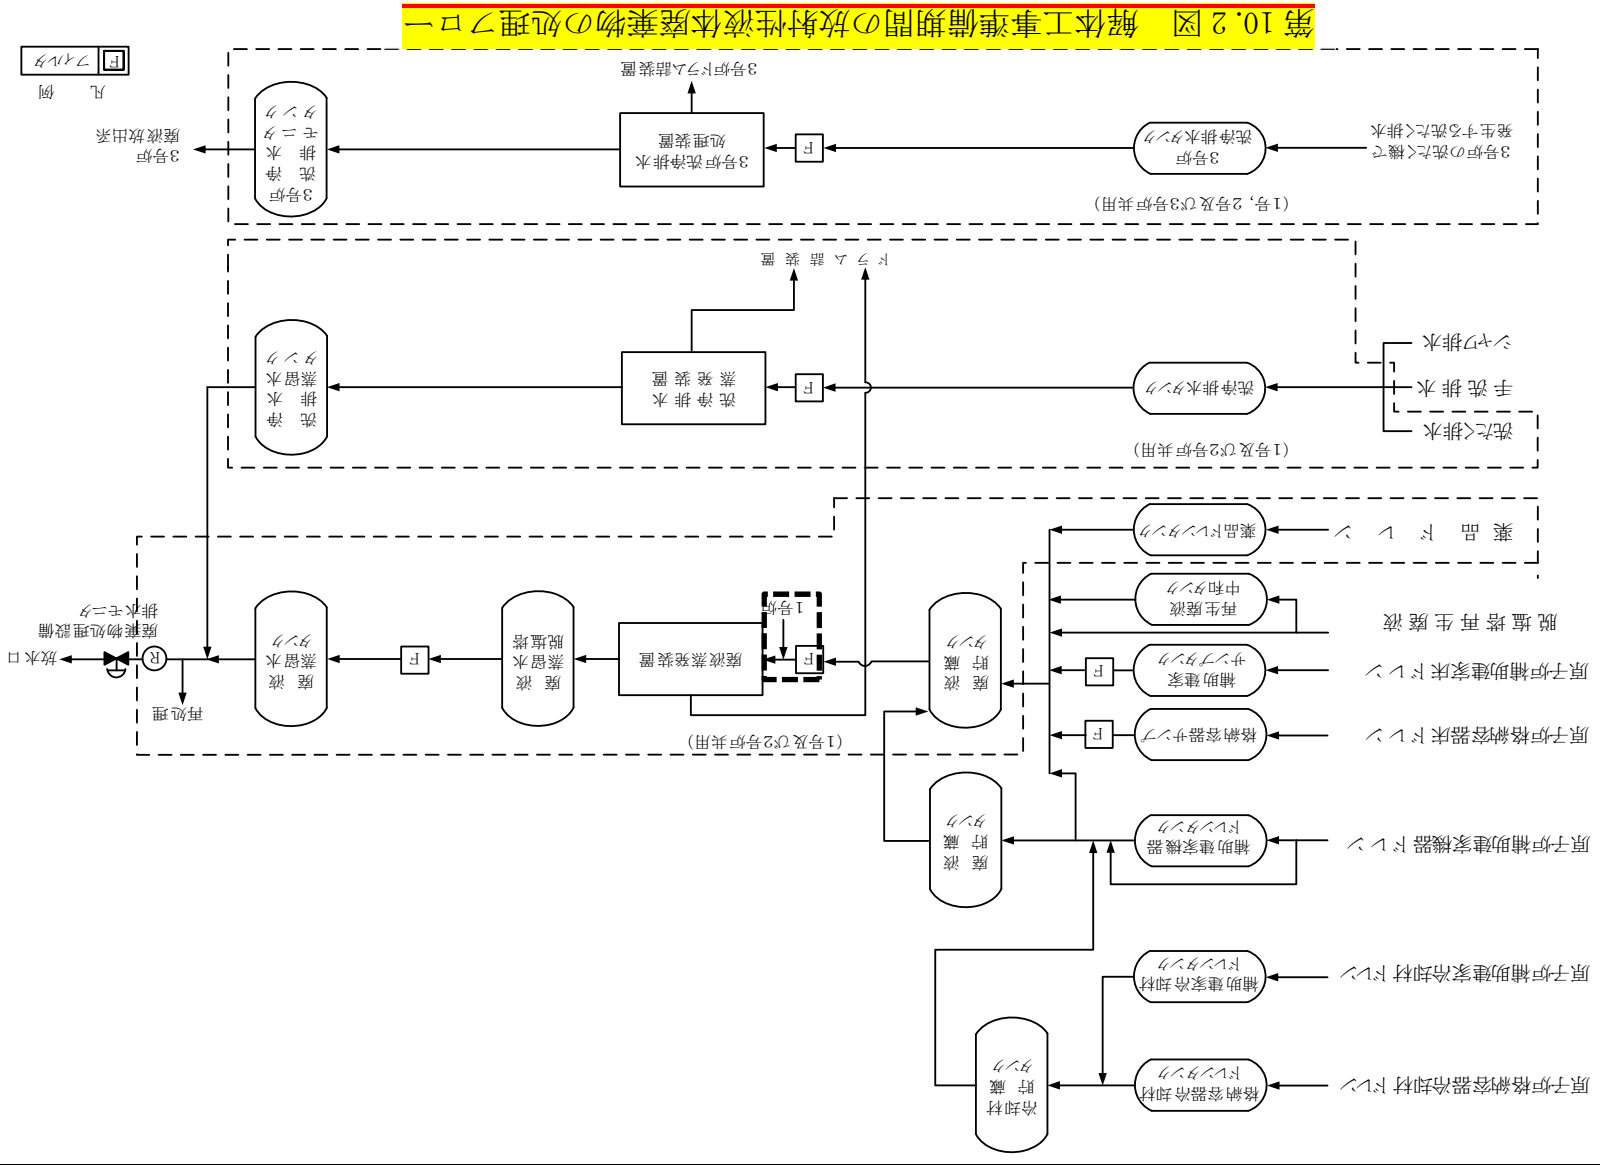 原子炉格納容器冷却材ドレン
格納容器冷却材
ドレンタンク
冷却材
貯蔵
タンク
原子炉補助建家冷却材ドレン
補助建家冷却材
ドレンタンク
原子炉補助建家機器ドレン
補助建家機器
ドレンタンク
廃液
貯蔵
タンク
原子炉格納容器床ドレン
格納容器サンプ
F
原子炉補助建家床ドレン
補助建家
サンプタンク
F
脱塩塔再生廃液
再生廃液
中和タンク
薬品ドレン
薬品ドレンタンク
廃液
貯蔵
タンク
(1号及び2号炉共用)
F
1号炉
廃液蒸発装置
廃液
蒸留水
脱塩塔
F
廃液
蒸留水
タンク
再処理
R
廃棄物処理設備
排水モニタ
放水口
洗たく排水
手洗排水
シャワ排水
(1号及び2号炉共用)
洗浄排水タンク
F
洗浄排水
蒸発装置
ドラム詰装置
洗浄
排水
蒸留水
タンク
3号炉の洗たく機で
発生する洗たく排水
(1号,2号及び3号炉共用)
3号炉
洗浄排水タンク
F
3号炉洗浄排水
処理装置
3号炉ドラム詰装置
3号炉
洗浄
排水
モニタ
タンク
3号炉
廃液放出系
凡例
F フィルタ
第10.2図 解体工事準備期間の放射性液体廃棄物の処理フロー